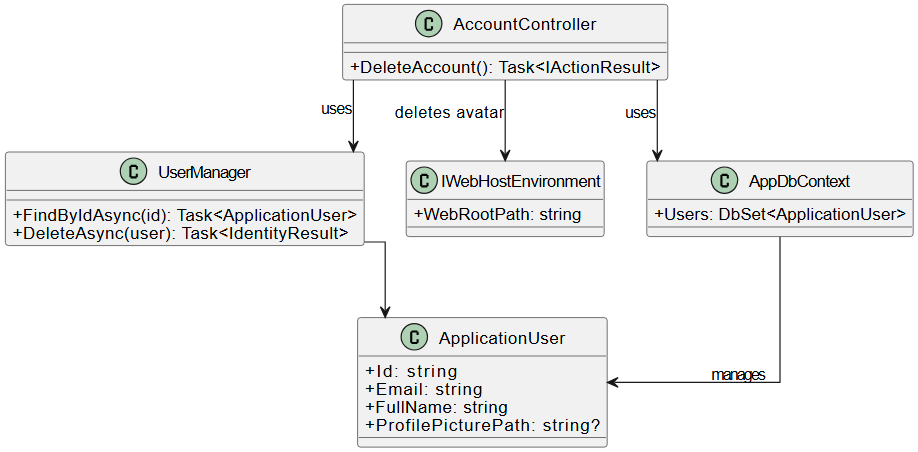 C AccountController
+DeleteAccount(): Task<IActionResult>
uses
deletes avatar
uses
C UserManager
+FindByIdAsync(id): Task<ApplicationUser>
+DeleteAsync(user): Task<IdentityResult>
C IWebHostEnvironment
+WebRootPath: string
C AppDbContext
+Users: DbSet<ApplicationUser>
C ApplicationUser
+Id: string
+Email: string
+FullName: string
+ProfilePicturePath: string?
manages